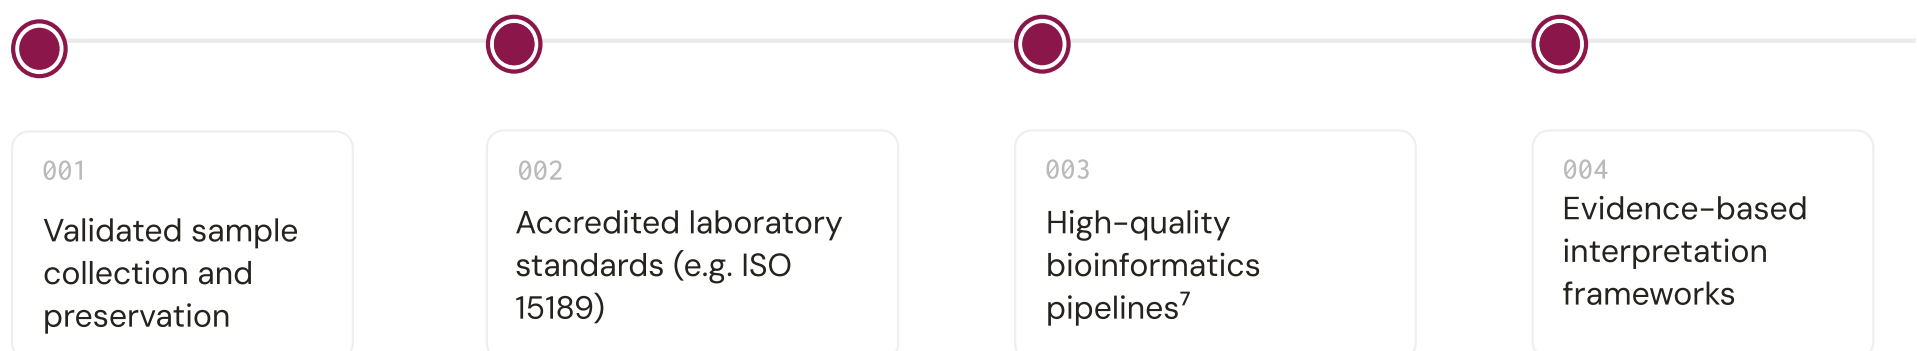 001
Validated sample
collection and
preservation
002
Accredited laboratory
standards (e.g. ISO
15189)
003
High-quality
bioinformatics
pipelines⁷
004
Evidence-based
interpretation
frameworks